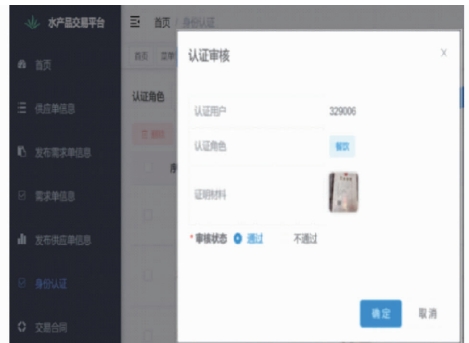 水产品交易平台
首页 / 身份认证
首页
首页
供应单信息
发布需求单信息
需求单信息
发布供应单信息
身份认证
交易合同
认证角色
认证审核
认证用户 329006
认证角色 餐饮
证明材料
* 审核状态 通过 不通过
确定 取消